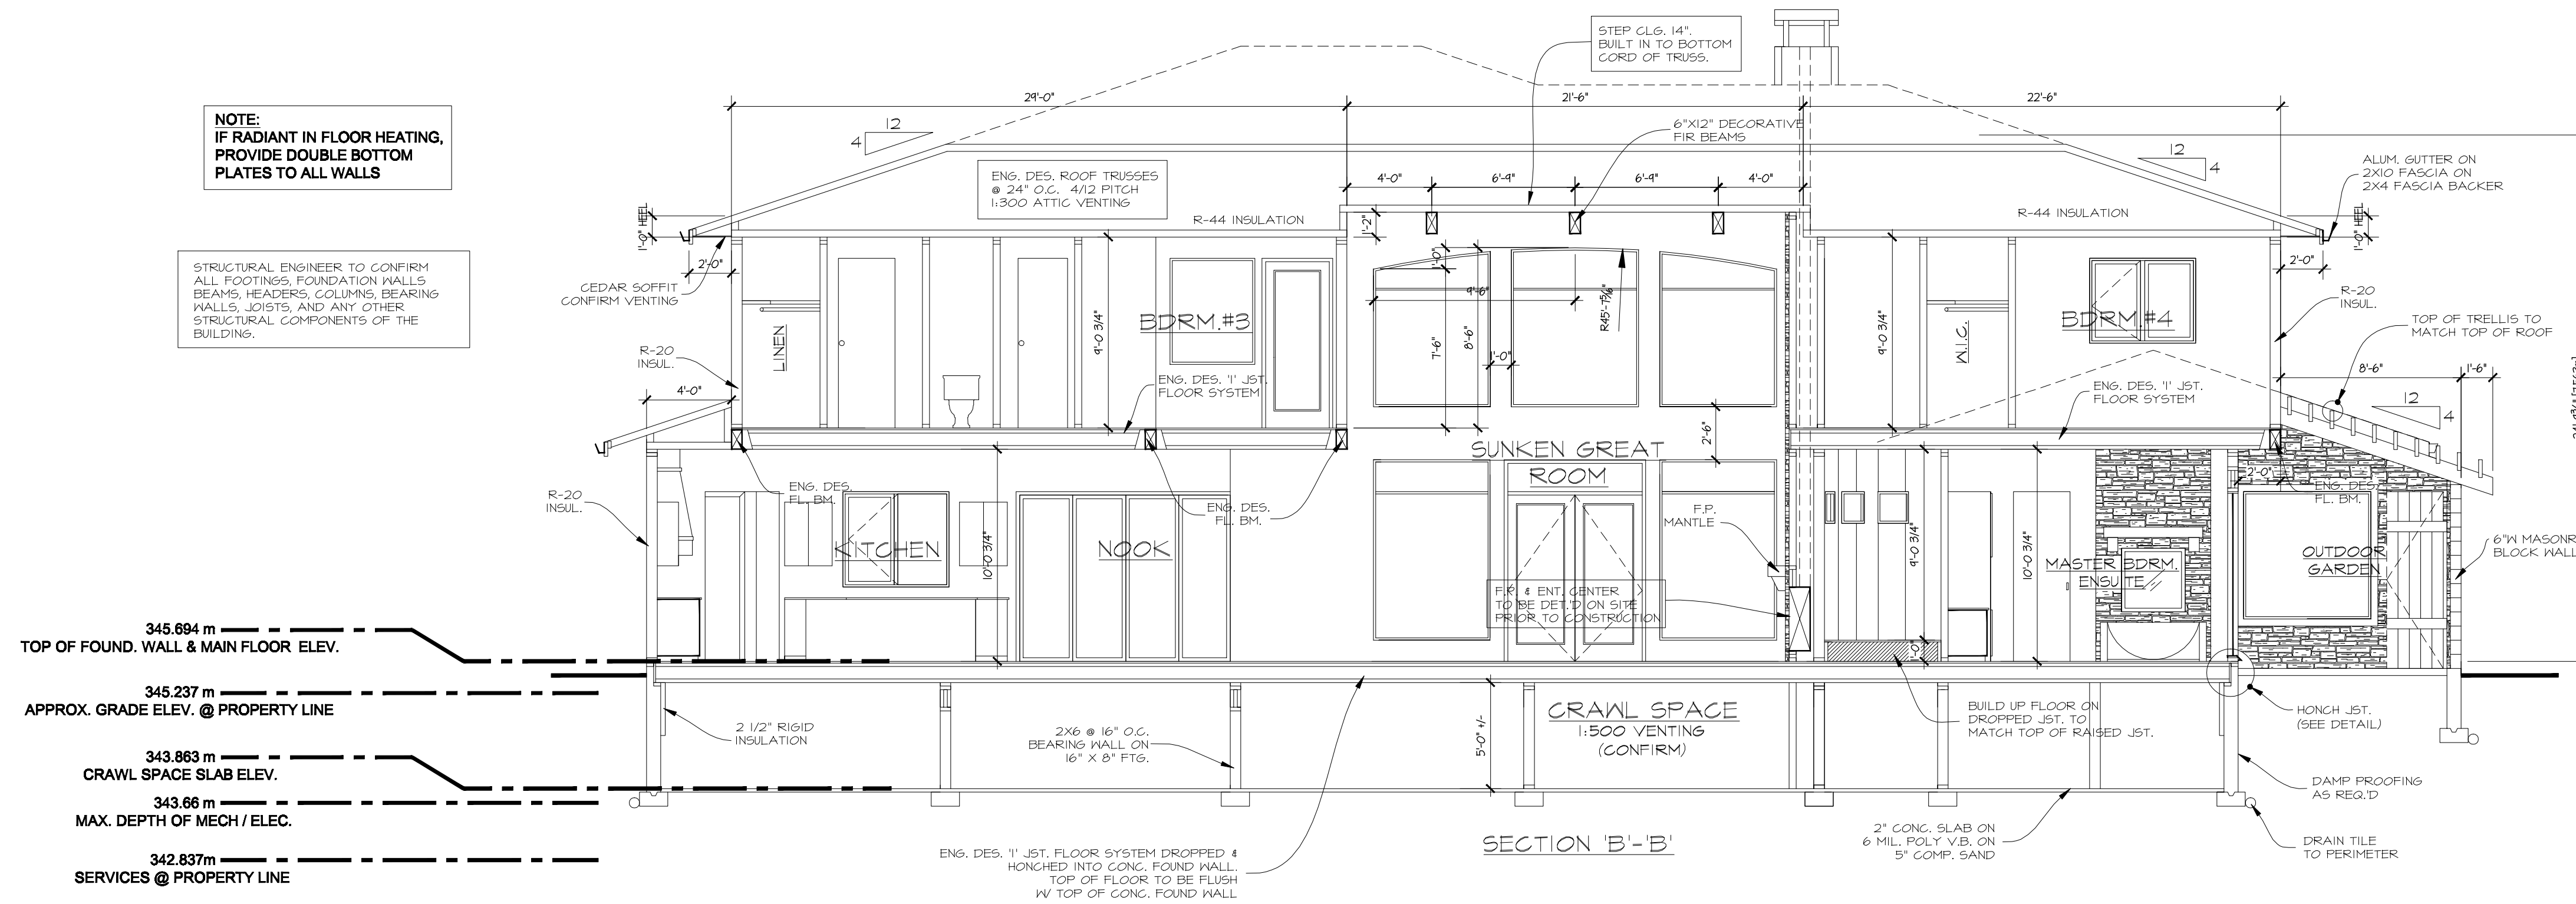 STEP CLG. 14".
BUILT IN TO BOTTOM
CORD OF TRUSS.
29'-0"
21'-6"
22'-6"
NOTE:
IF RADIANT IN FLOOR HEATING,
PROVIDE DOUBLE BOTTOM
PLATES TO ALL WALLS
12
4
6"X12" DECORATIVE
FIR BEAMS
12
4
ALUM. GUTTER ON
2X10 FASCIA ON
2X4 FASCIA BACKER
ENG. DES. ROOF TRUSSES
@ 24" O.C. 4/12 PITCH
1:300 ATTIC VENTING
4'-0"
6'-9"
6'-9"
4'-0"
1'-0" HEEL
R-44 INSULATION
1'-2"
R-44 INSULATION
1'-0" HEEL
STRUCTURAL ENGINEER TO CONFIRM
ALL FOOTINGS, FOUNDATION WALLS
BEAMS, HEADERS, COLUMNS, BEARING
WALLS, JOISTS, AND ANY OTHER
STRUCTURAL COMPONENTS OF THE
BUILDING.
2'-0"
CEDAR SOFFIT
CONFIRM VENTING
1'-0"
9'-6"
2'-0"
R-20
INSUL.
LINEN
9'-0 3/4"
BDRM.#3
7'-6"
8'-6"
1'-0"
R45'-7 5/16"
9'-0 3/4"
W.I.C.
BDRM.#4
TOP OF TRELLIS TO
MATCH TOP OF ROOF
R-20
INSUL.
4'-0"
ENG. DES. 'I' JST.
FLOOR SYSTEM
ENG. DES. 'I' JST.
FLOOR SYSTEM
8'-6"
1'-6"
12
4
2'-6"
SUNKEN GREAT
ROOM
R-20
INSUL.
ENG. DES.
FL. BM.
ENG. DES.
FL. BM.
F.P.
MANTLE
2'-0"
ENG. DES.
FL. BM.
KITCHEN
10'-0 3/4"
NOOK
9'-0 3/4"
10'-0 3/4"
MASTER BDRM.
ENSUITE
OUTDOOR
GARDEN
6"W MASONR
BLOCK WALL
F.P. & ENT. CENTER
TO BE DET.'D ON SITE
PRIOR TO CONSTRUCTION
1'-0"
345.694 m
TOP OF FOUND. WALL & MAIN FLOOR ELEV.
345.237 m
APPROX. GRADE ELEV. @ PROPERTY LINE
343.863 m
CRAWL SPACE SLAB ELEV.
343.66 m
MAX. DEPTH OF MECH / ELEC.
342.837m
SERVICES @ PROPERTY LINE
2 1/2" RIGID
INSULATION
2X6 @ 16" O.C.
BEARING WALL ON
16" X 8" FTG.
5'-0" +/-
CRAWL SPACE
1:500 VENTING
(CONFIRM)
BUILD UP FLOOR ON
DROPPED JST. TO
MATCH TOP OF RAISED JST.
HONCH JST.
(SEE DETAIL)
DAMP PROOFING
AS REQ.'D
ENG. DES. 'I' JST. FLOOR SYSTEM DROPPED &
HONCHED INTO CONC. FOUND WALL.
TOP OF FLOOR TO BE FLUSH
W/ TOP OF CONC. FOUND WALL
SECTION 'B'-'B'
2" CONC. SLAB ON
6 MIL. POLY V.B. ON
5" COMP. SAND
DRAIN TILE
TO PERIMETER